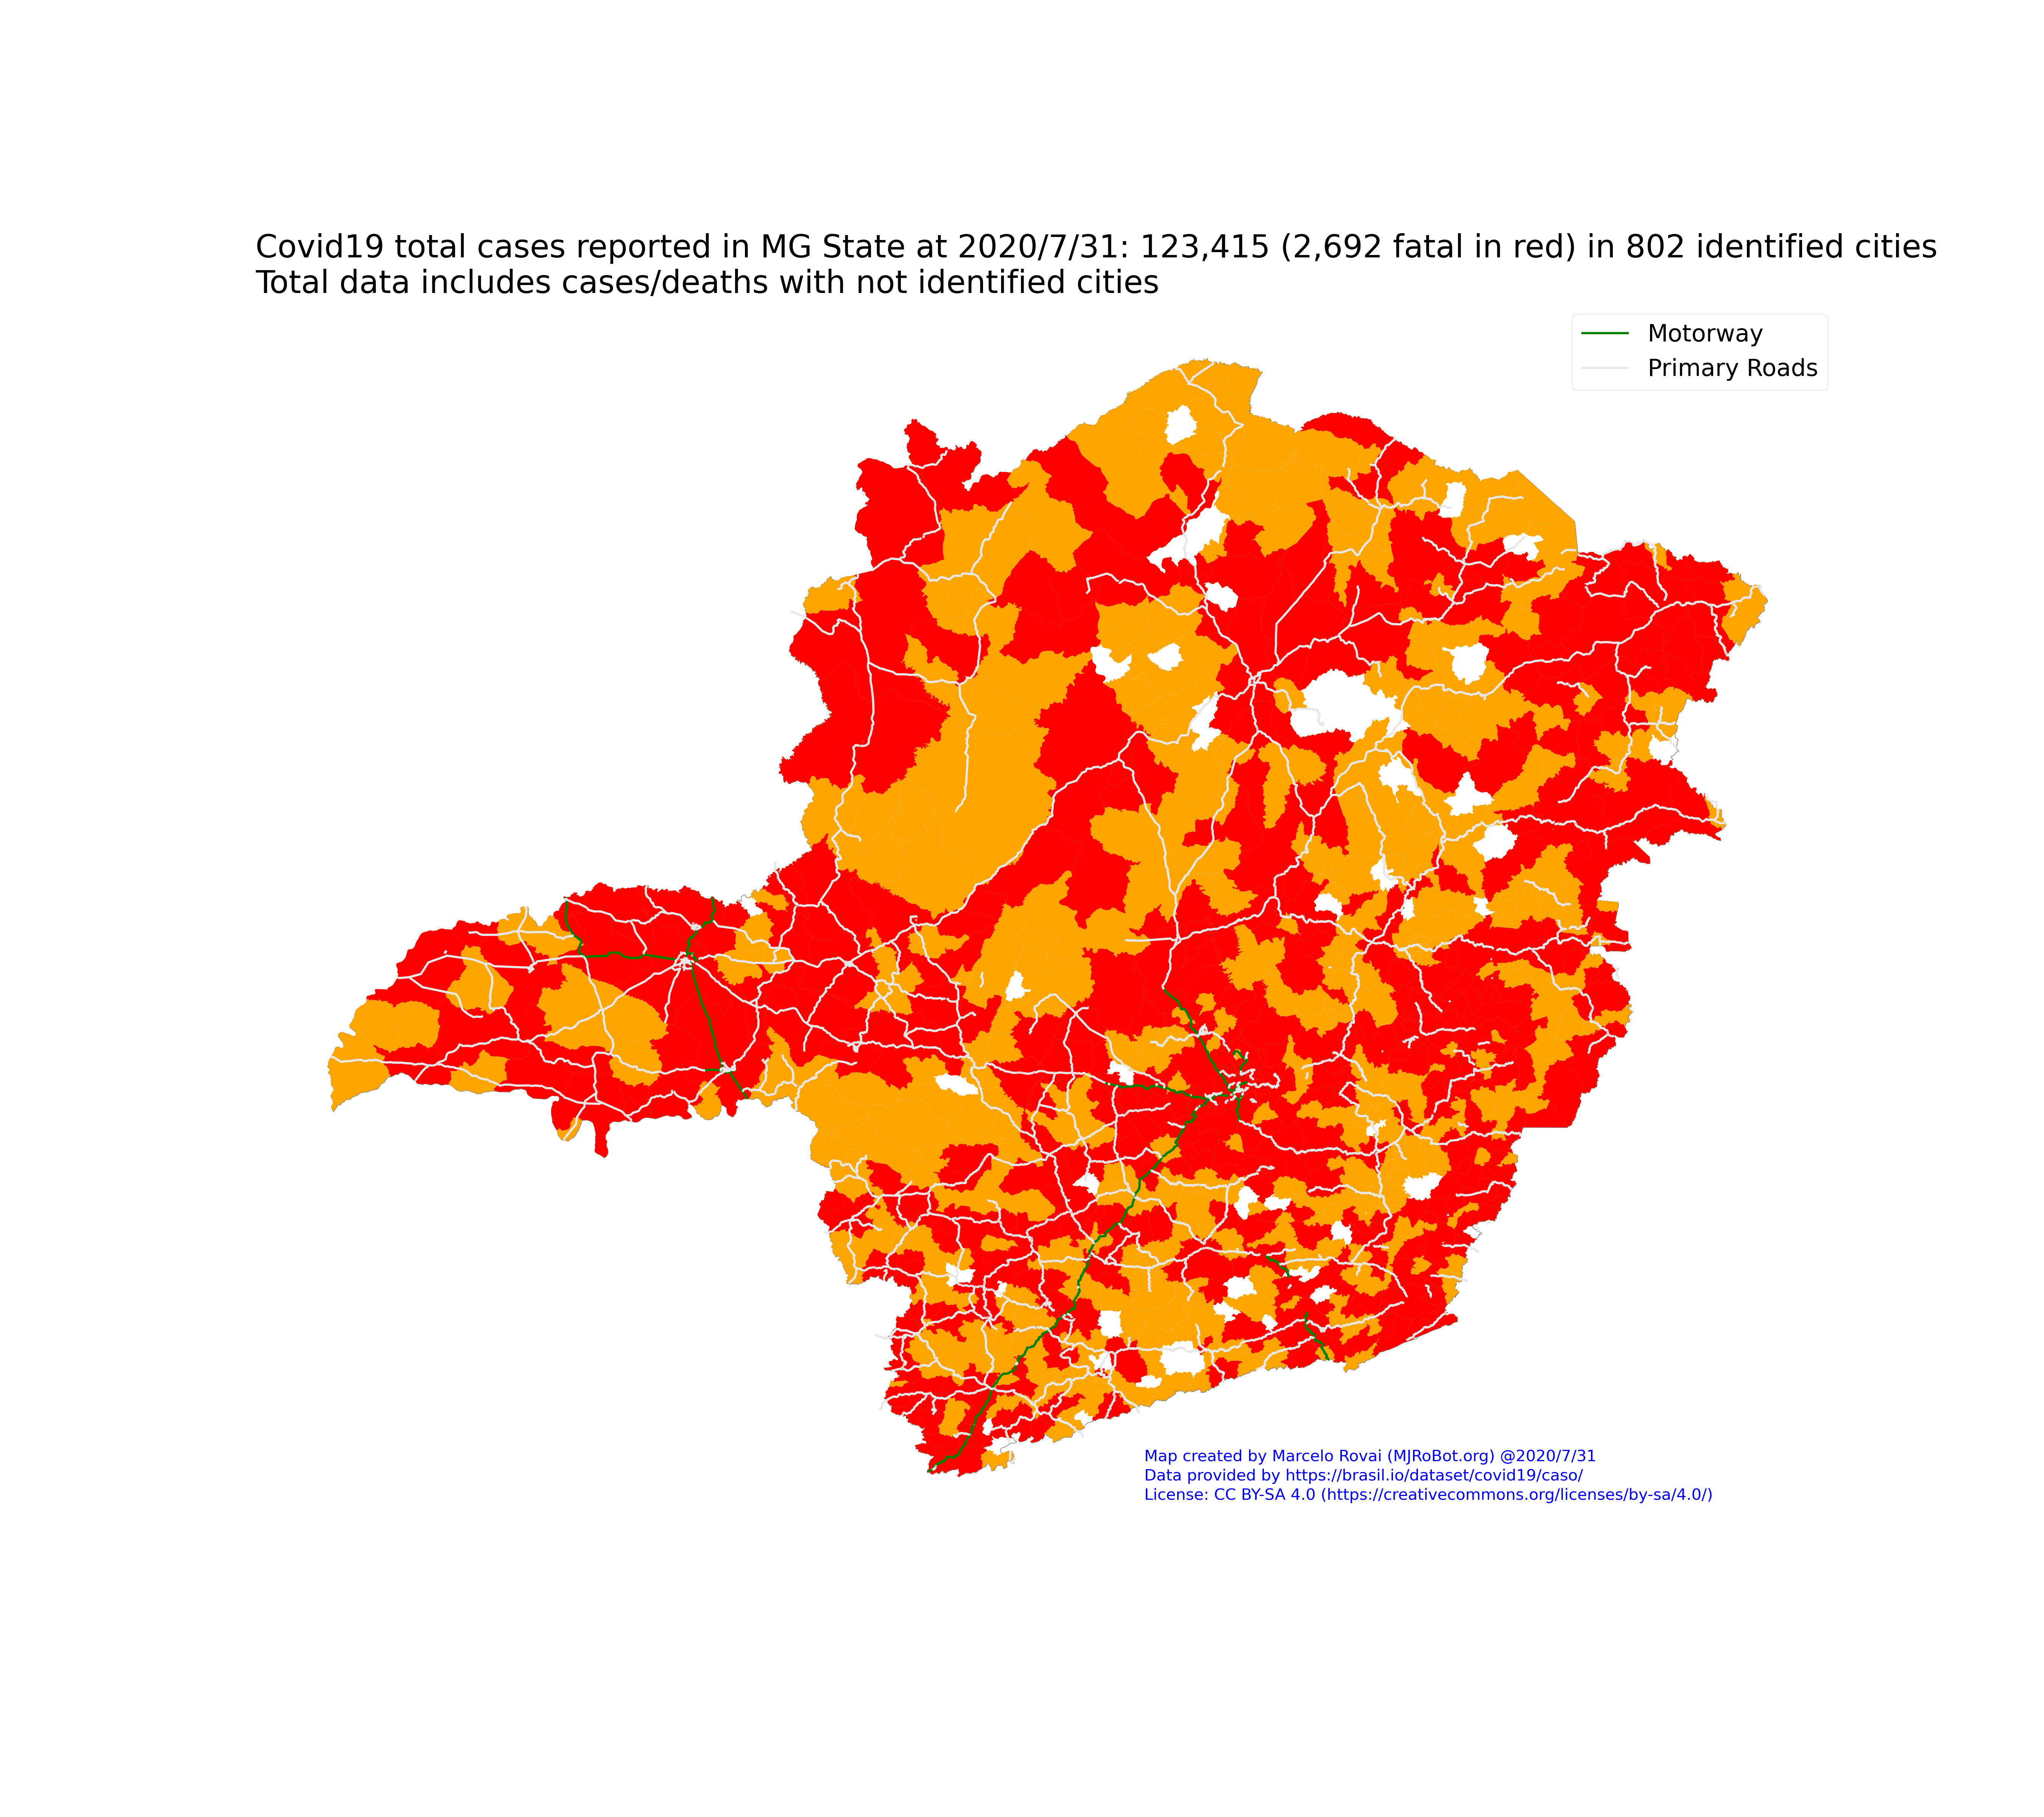 Covid19 total cases reported in MG State at 2020/7/31: 123,415 (2,692 fatal in red) in 802 identified cities
Total data includes cases/deaths with not identified cities
Motorway
Primary Roads
Map created by Marcelo Rovai (MJRoBot.org) @2020/7/31
Data provided by https://brasil.io/dataset/covid19/caso/
License: CC BY-SA 4.0 (https://creativecommons.org/licenses/by-sa/4.0/)